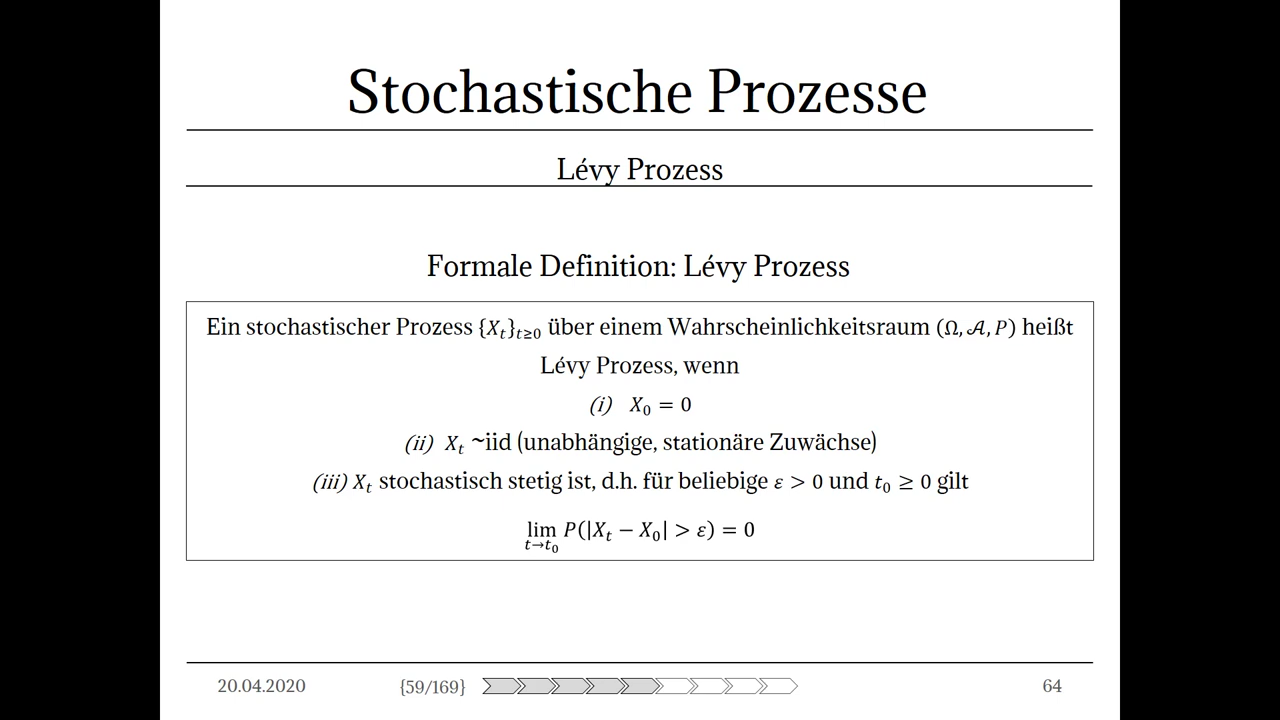 Stochastische Prozesse
Lévy Prozess
Formale Definition: Lévy Prozess
Ein stochastischer Prozess {X_t}_{t≥0} über einem Wahrscheinlichkeitsraum (Ω, 𝒜, P) heißt
Lévy Prozess, wenn
(i) X_0 = 0
(ii) X_t ~iid (unabhängige, stationäre Zuwächse)
(iii) X_t stochastisch stetig ist, d.h. für beliebige ε > 0 und t_0 ≥ 0 gilt
lim_{t→t_0} P(|X_t − X_0| > ε) = 0
20.04.2020 {59/169} 64